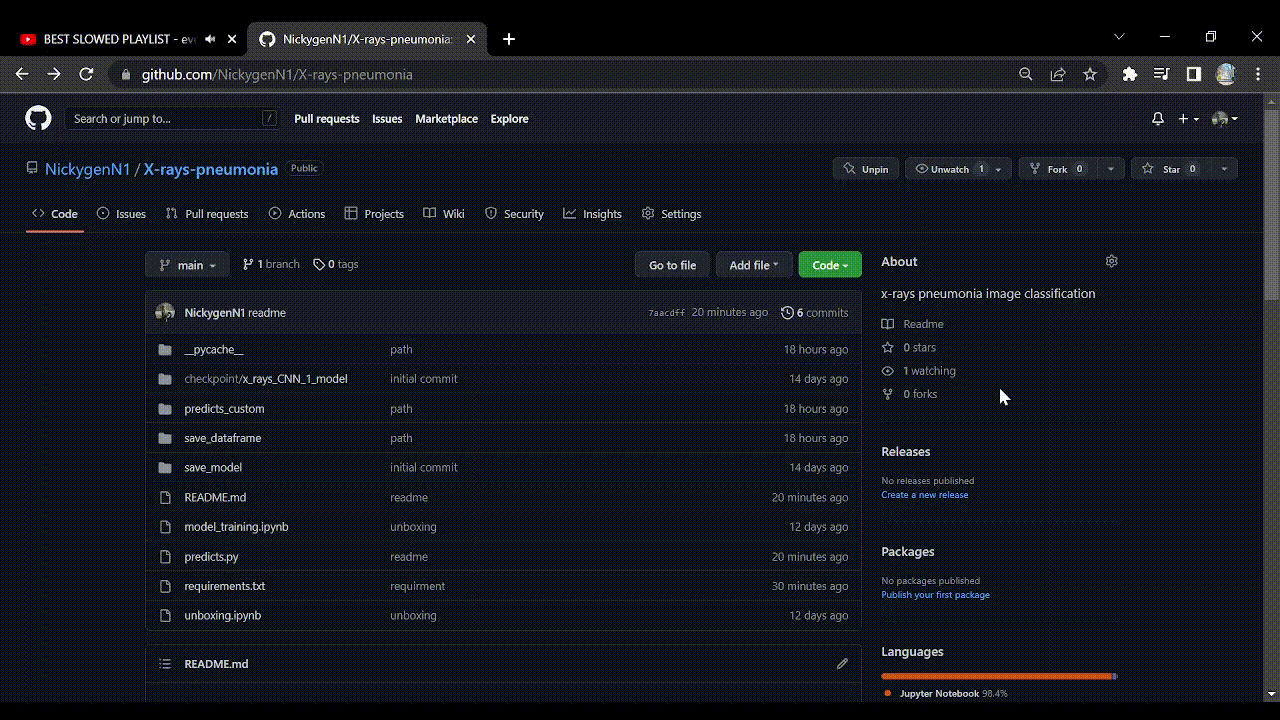 BEST SLOWED PLAYLIST - eve
NickygenN1/X-rays-pneumonia:
github.com/NickygenN1/X-rays-pneumonia
Search or jump to... /
Pull requests Issues Marketplace Explore
NickygenN1 / X-rays-pneumonia Public
Unpin Unwatch 1 Fork 0 Star 0
Code Issues Pull requests Actions Projects Wiki Security Insights Settings
main 1 branch 0 tags Go to file Add file Code
NickygenN1 readme 7aacdff 20 minutes ago 6 commits
__pycache__ path 18 hours ago
checkpoint/x_rays_CNN_1_model initial commit 14 days ago
predicts_custom path 18 hours ago
save_dataframe path 18 hours ago
save_model initial commit 14 days ago
README.md readme 20 minutes ago
model_training.ipynb unboxing 12 days ago
predicts.py readme 20 minutes ago
requirements.txt requirment 30 minutes ago
unboxing.ipynb unboxing 12 days ago
README.md
About
x-rays pneumonia image classification
Readme
0 stars
1 watching
0 forks
Releases
No releases published
Create a new release
Packages
No packages published
Publish your first package
Languages
Jupyter Notebook 98.4%